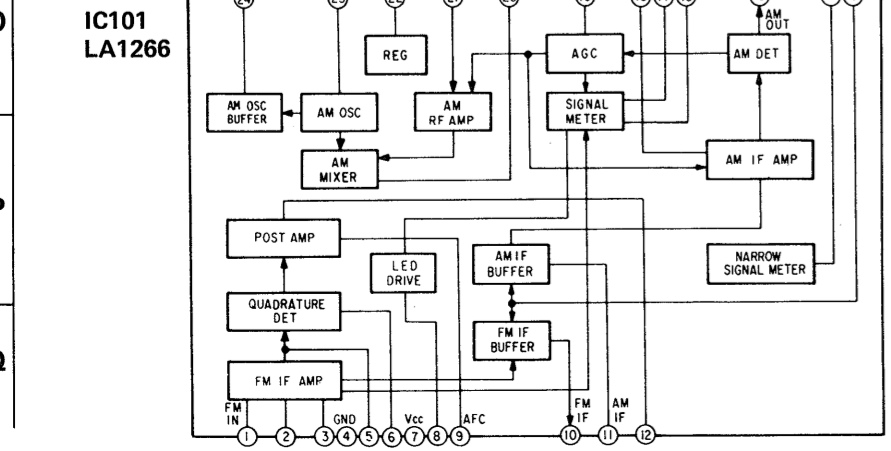 IC101
LA1266
24
AM
OUT
REG
AGC
AM DET
AM OSC
BUFFER
AM OSC
AM
RF AMP
SIGNAL
METER
AM
MIXER
AM IF AMP
POST AMP
LED
DRIVE
AM IF
BUFFER
NARROW
SIGNAL METER
QUADRATURE
DET
FM IF
BUFFER
FM IF AMP
FM
IN
GND
Vcc
AFC
FM
IF
AM
IF
1 2 3 4 5 6 7 8 9 10 11 12